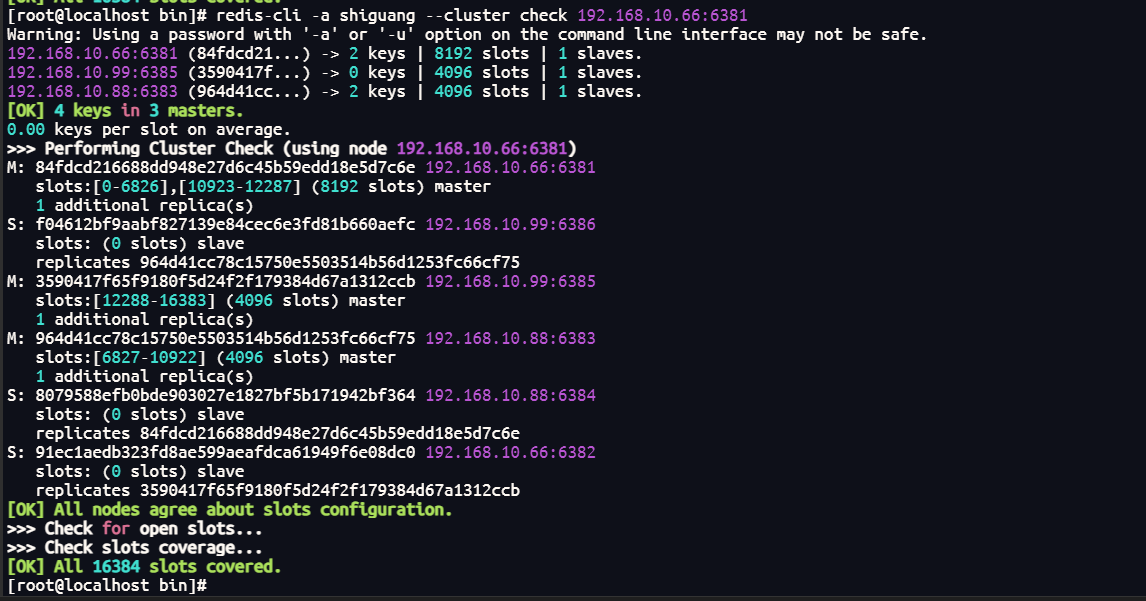 [OK] All 16384 slots covered.
[root@localhost bin]# redis-cli -a shiguang --cluster check 192.168.10.66:6381
Warning: Using a password with '-a' or '-u' option on the command line interface may not be safe.
192.168.10.66:6381 (84fdcd21...) -> 2 keys | 8192 slots | 1 slaves.
192.168.10.99:6385 (3590417f...) -> 0 keys | 4096 slots | 1 slaves.
192.168.10.88:6383 (964d41cc...) -> 2 keys | 4096 slots | 1 slaves.
[OK] 4 keys in 3 masters.
0.00 keys per slot on average.
>>> Performing Cluster Check (using node 192.168.10.66:6381)
M: 84fdcd216688dd948e27d6c45b59edd18e5d7c6e 192.168.10.66:6381
   slots:[0-6826],[10923-12287] (8192 slots) master
   1 additional replica(s)
S: f04612bf9aabf827139e84cec6e3fd81b660aefc 192.168.10.99:6386
   slots: (0 slots) slave
   replicates 964d41cc78c15750e5503514b56d1253fc66cf75
M: 3590417f65f9180f5d24f2f179384d67a1312ccb 192.168.10.99:6385
   slots:[12288-16383] (4096 slots) master
   1 additional replica(s)
M: 964d41cc78c15750e5503514b56d1253fc66cf75 192.168.10.88:6383
   slots:[6827-10922] (4096 slots) master
   1 additional replica(s)
S: 8079588efb0bde903027e1827bf5b171942bf364 192.168.10.88:6384
   slots: (0 slots) slave
   replicates 84fdcd216688dd948e27d6c45b59edd18e5d7c6e
S: 91ec1aedb323fd8ae599aeafdca61949f6e08dc0 192.168.10.66:6382
   slots: (0 slots) slave
   replicates 3590417f65f9180f5d24f2f179384d67a1312ccb
[OK] All nodes agree about slots configuration.
>>> Check for open slots...
>>> Check slots coverage...
[OK] All 16384 slots covered.
[root@localhost bin]#